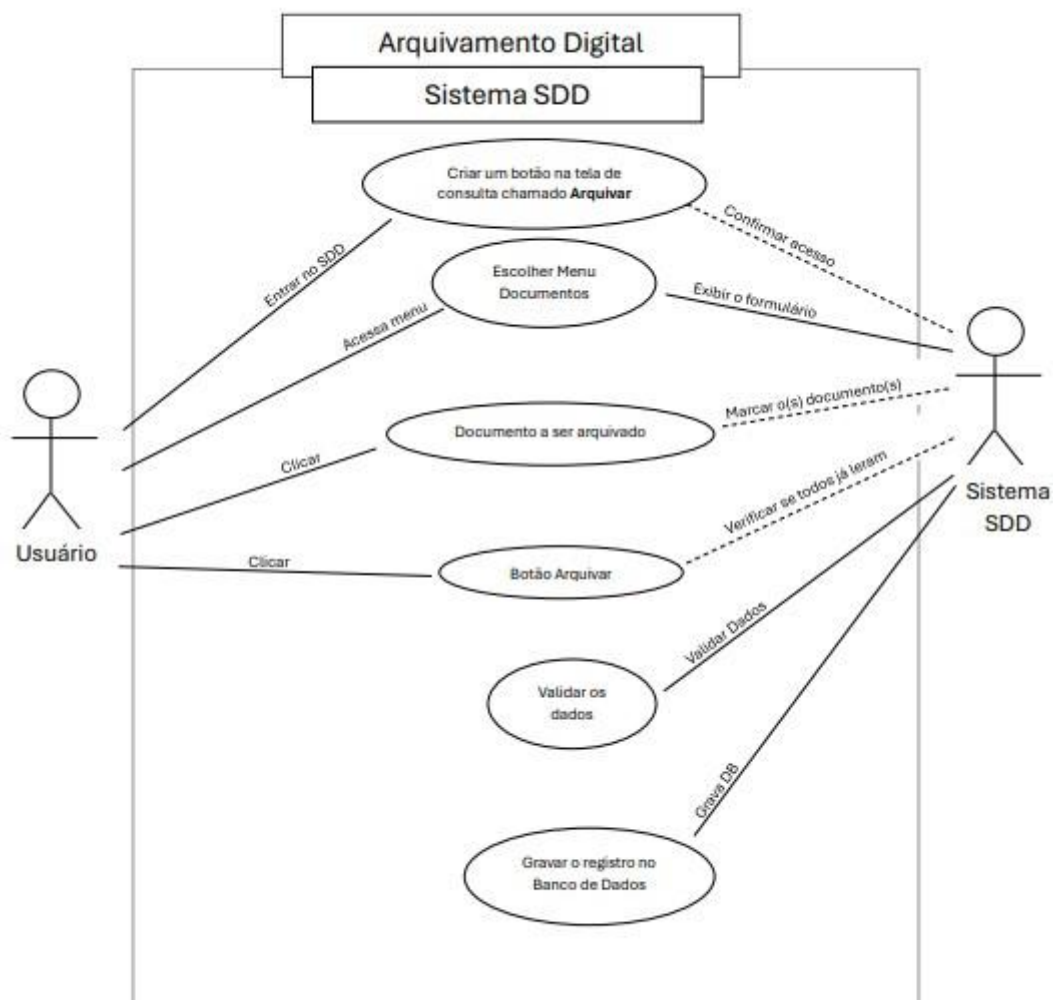 Arquivamento Digital
Sistema SDD
Criar um botão na tela de
consulta chamado Arquivar
Confirmar acesso
Entrar no SDD
Escolher Menu
Documentos
Exibir o formulário
Acessa menu
Marcar o(s) documento(s)
Documento a ser arquivado
Clicar
Verificar se todos já leram
Sistema
SDD
Usuário
Clicar
Botão Arquivar
Validar Dados
Validar os
dados
Grava DB
Gravar o registro no
Banco de Dados